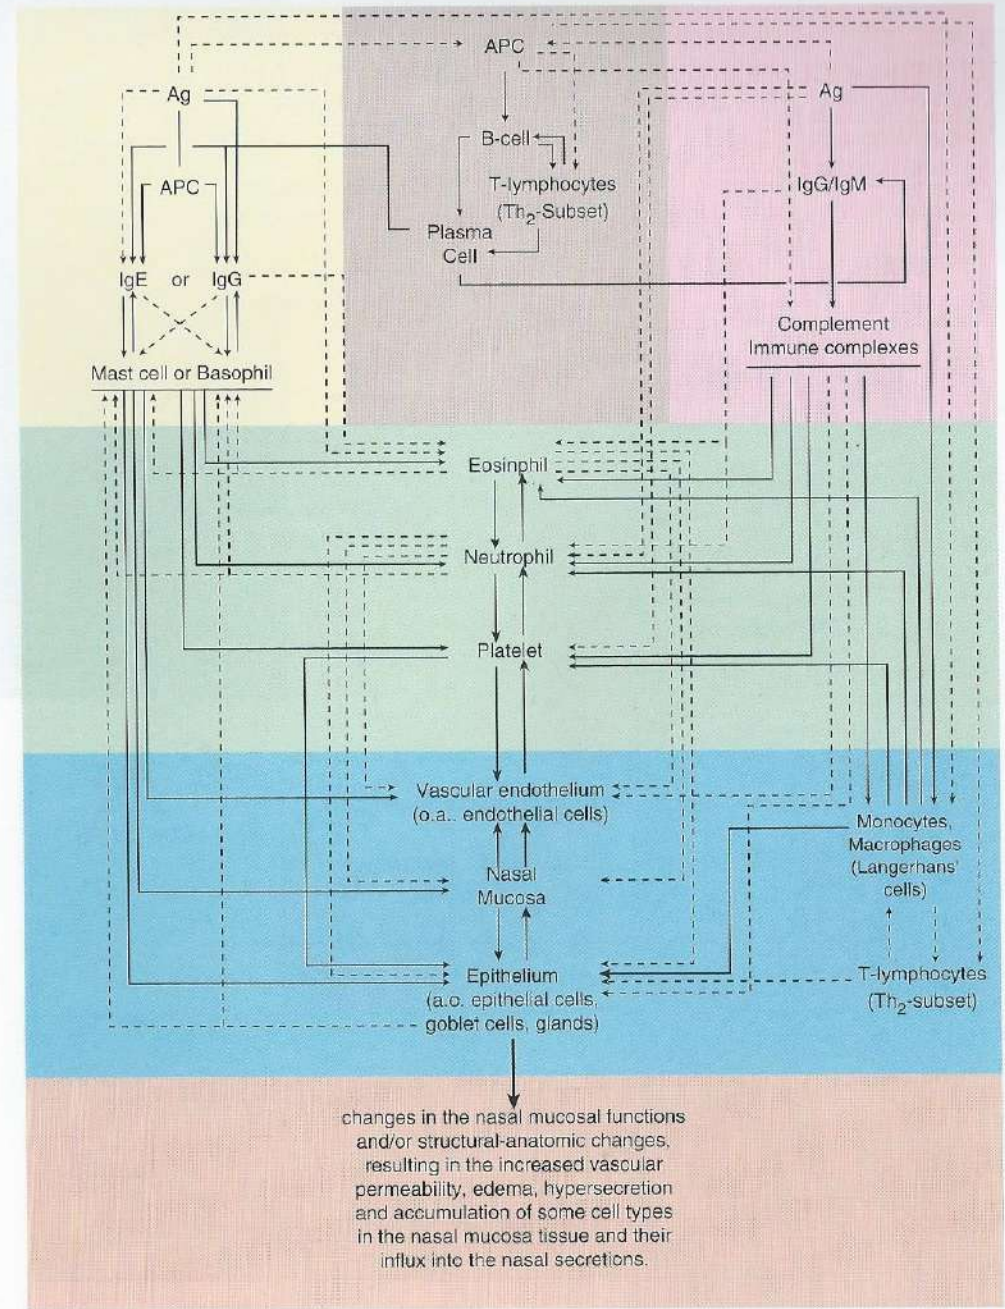 APC
Ag
Ag
B-cell
APC
T-lymphocytes
(Th2-Subset)
IgG/IgM
Plasma
Cell
IgE or IgG
Complement
Immune complexes
Mast cell or Basophil
Eosinphil
Neutrophil
Platelet
Vascular endothelium
(o.a.. endothelial cells)
Monocytes,
Macrophages
(Langerhans'
cells)
Nasal
Mucosa
Epithelium
(a.o. epithelial cells,
goblet cells, glands)
T-lymphocytes
(Th2-subset)
changes in the nasal mucosal functions
and/or structural-anatomic changes,
resulting in the increased vascular
permeability, edema, hypersecretion
and accumulation of some cell types
in the nasal mucosa tissue and their
influx into the nasal secretions.